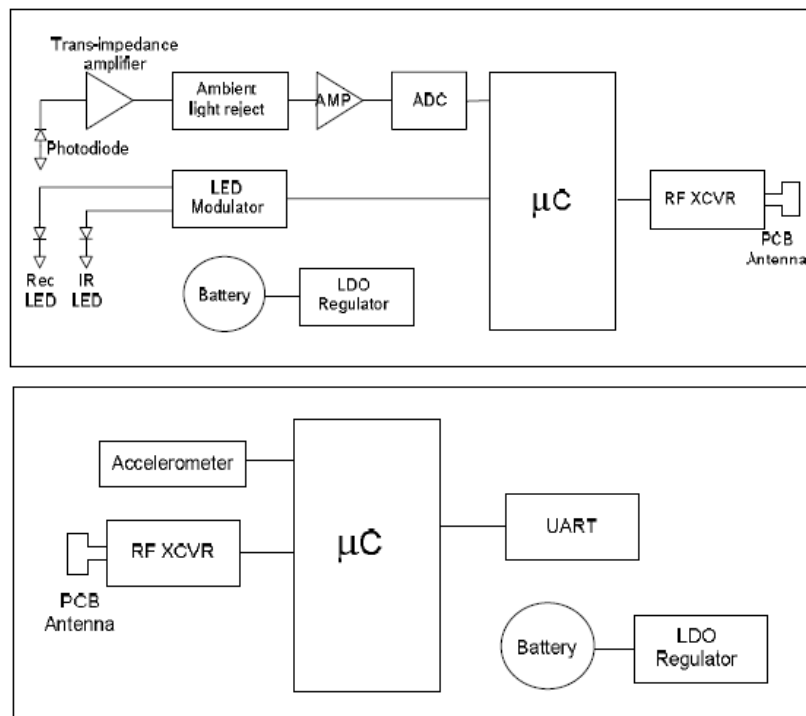 Trans-impedance
amplifier
Ambient
light reject
AMP
ADC
Photodiode
LED
Modulator
µC
RF XCVR
PCB
Antenna
Rec
LED
IR
LED
Battery
LDO
Regulator
Accelerometer
RF XCVR
PCB
Antenna
µC
UART
Battery
LDO
Regulator